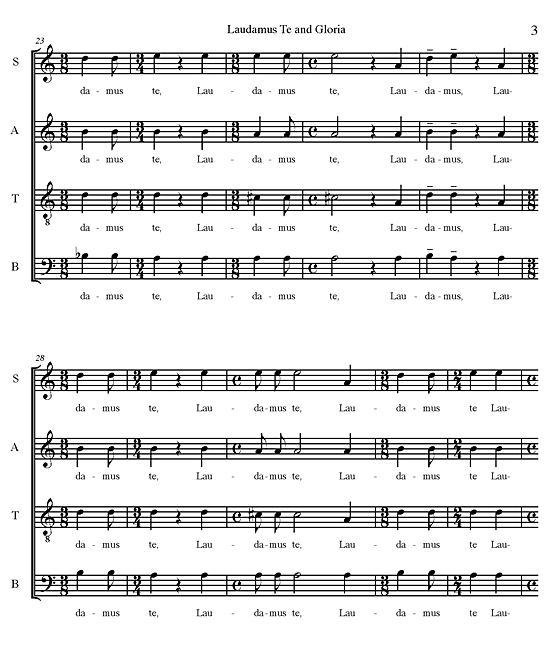 Laudamus Te and Gloria 3
23
S
da - mus te, Lau - da - mus te, Lau - da - mus, Lau-
A
da - mus te, Lau - da - mus te, Lau - da - mus, Lau-
T
8
da - mus te, Lau - da - mus te, Lau - da - mus, Lau-
B
da - mus te, Lau - da - mus te, Lau - da - mus, Lau-
28
S
da - mus te, Lau - da - mus te, Lau - da - mus te Lau-
A
da - mus te, Lau - da - mus te, Lau - da - mus te Lau-
T
8
da - mus te, Lau - da - mus te, Lau - da - mus te Lau-
B
da - mus te, Lau - da - mus te, Lau - da - mus te Lau-